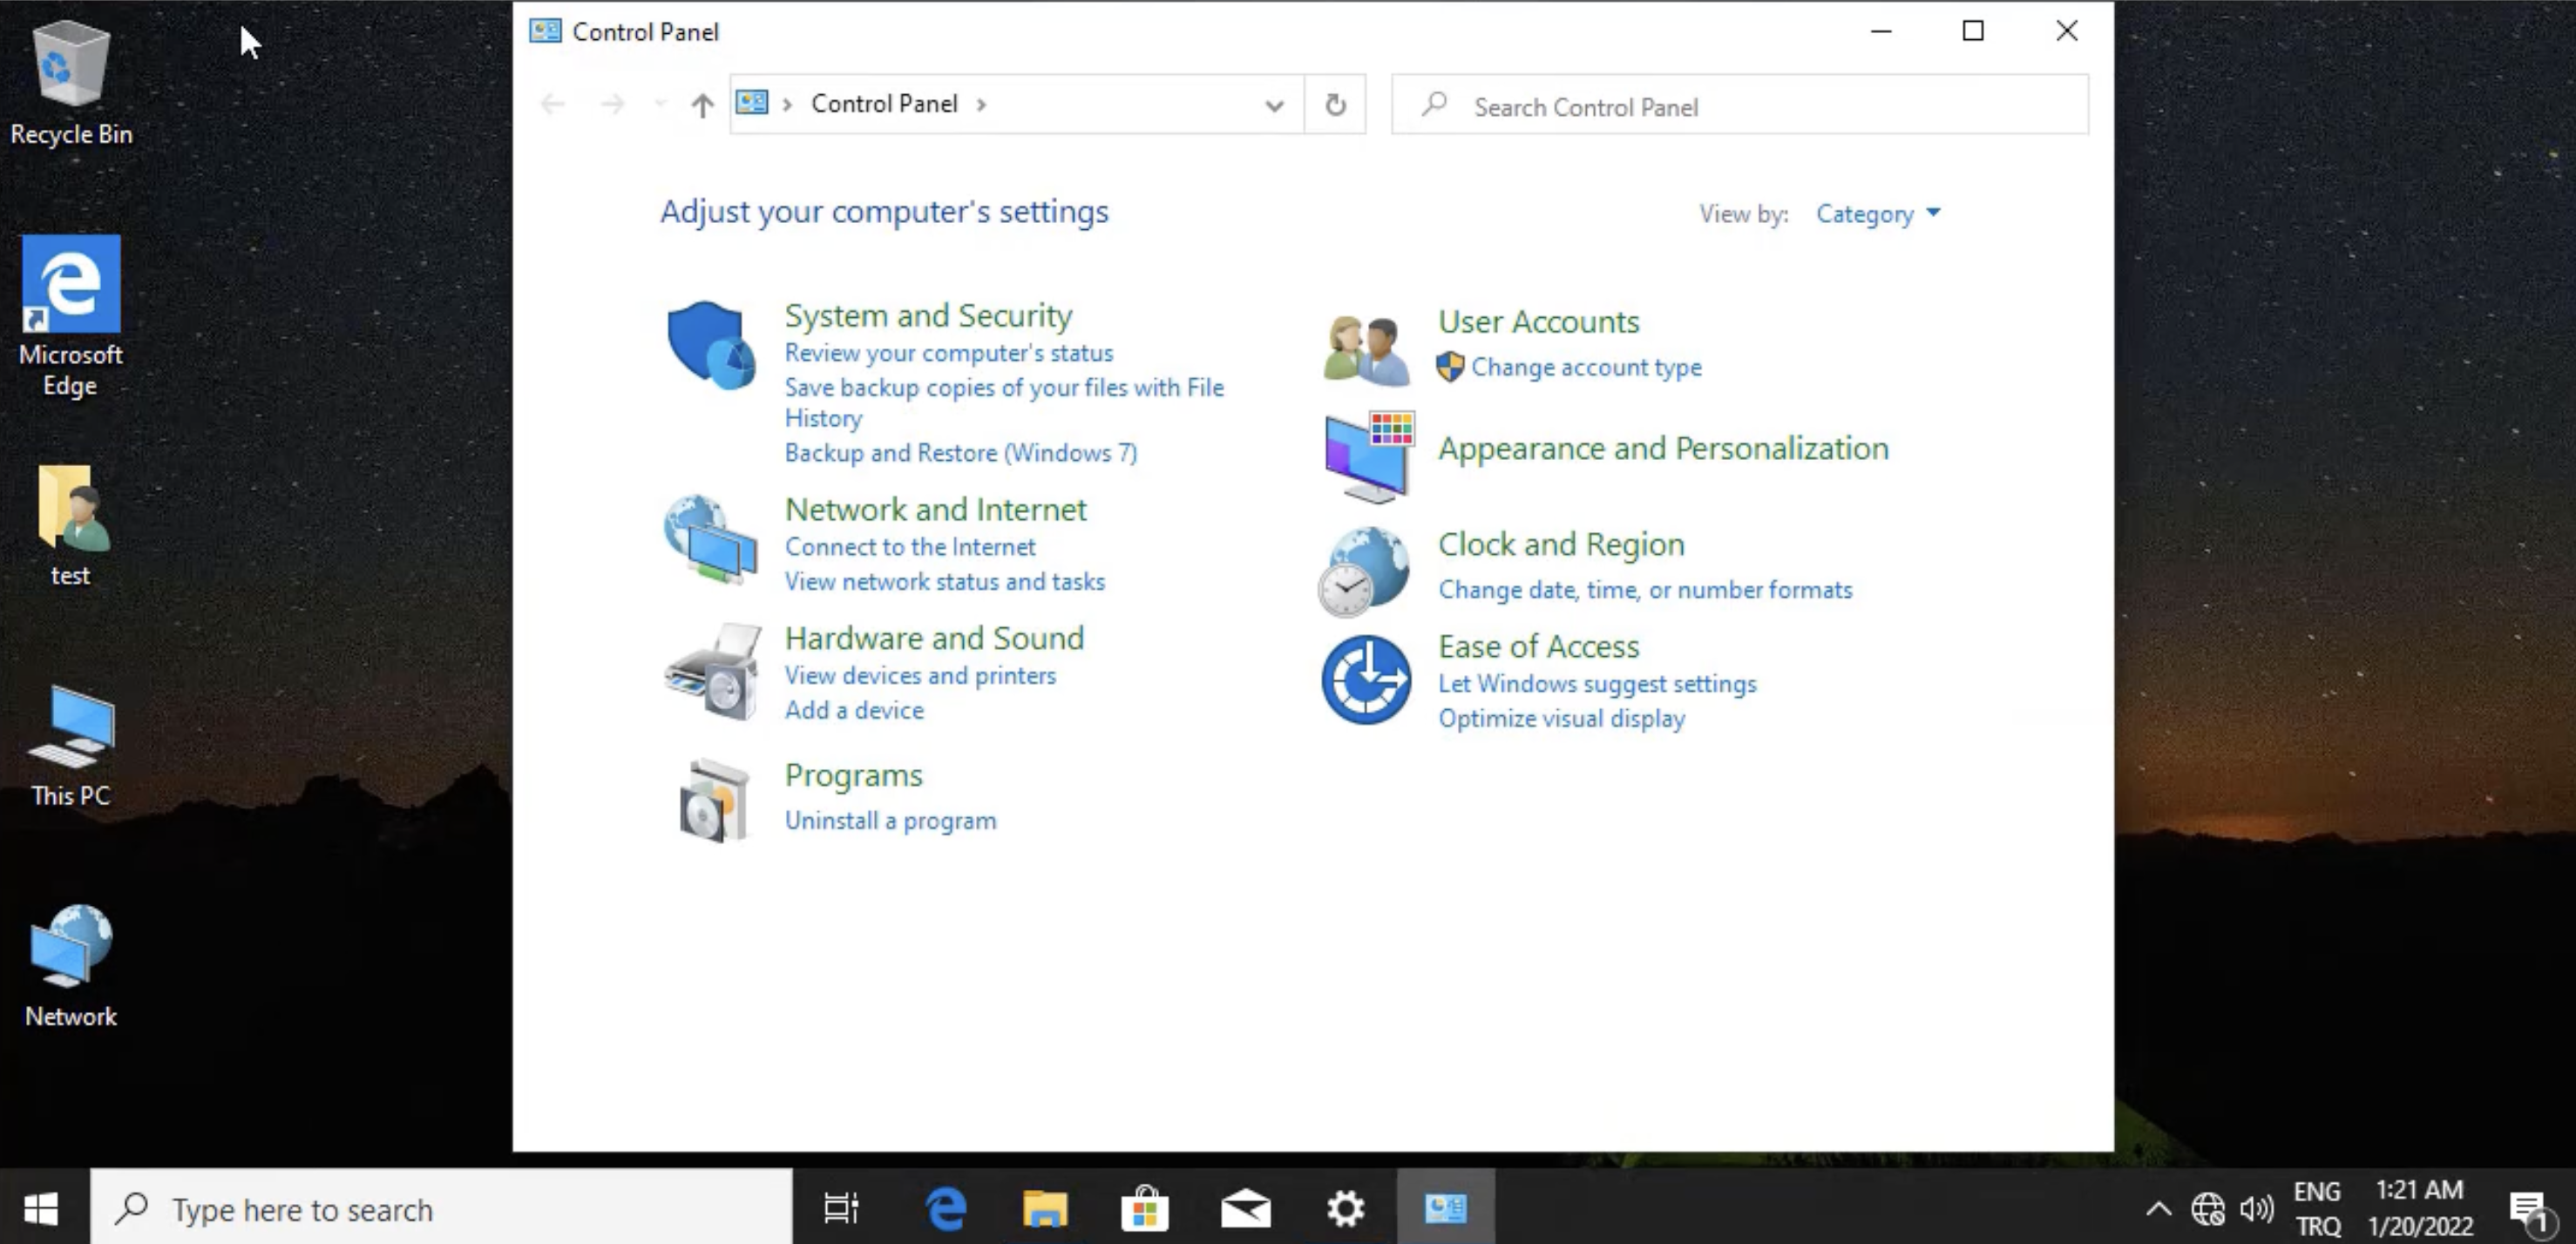 Recycle Bin
Microsoft
Edge
test
This PC
Network
Control Panel
Control Panel
Search Control Panel
Adjust your computer's settings
View by: Category
System and Security
Review your computer's status
Save backup copies of your files with File
History
Backup and Restore (Windows 7)
Network and Internet
Connect to the Internet
View network status and tasks
Hardware and Sound
View devices and printers
Add a device
Programs
Uninstall a program
User Accounts
Change account type
Appearance and Personalization
Clock and Region
Change date, time, or number formats
Ease of Access
Let Windows suggest settings
Optimize visual display
Type here to search
ENG
TRQ
1:21 AM
1/20/2022
1